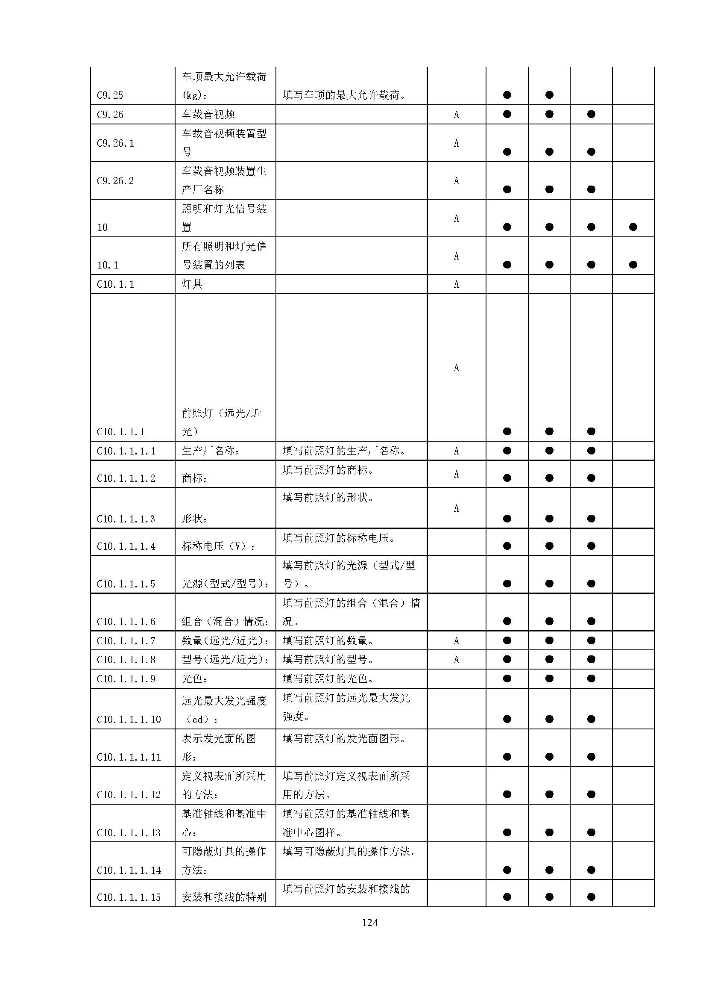 C9.25 车顶最大允许载荷
(kg): 填写车顶的最大允许载荷。 ● ●
C9.26 车载音视频 A ● ● ●
C9.26.1 车载音视频装置型
号 A ● ● ●
C9.26.2 车载音视频装置生
产厂名称 A ● ● ●
10 照明和灯光信号装
置 A ● ● ● ●
10.1 所有照明和灯光信
号装置的列表 A ● ● ● ●
C10.1.1 灯具 A
C10.1.1.1 前照灯（远光/近
光） A ● ● ●
C10.1.1.1.1 生产厂名称: 填写前照灯的生产厂名称。 A ● ● ●
C10.1.1.1.2 商标: 填写前照灯的商标。 A ● ● ●
C10.1.1.1.3 形状: 填写前照灯的形状。 A ● ● ●
C10.1.1.1.4 标称电压（V）: 填写前照灯的标称电压。 ● ● ●
C10.1.1.1.5 光源(型式/型号): 填写前照灯的光源（型式/型
号）。 ● ● ●
C10.1.1.1.6 组合（混合）情况: 填写前照灯的组合（混合）情
况。 ● ● ●
C10.1.1.1.7 数量(远光/近光): 填写前照灯的数量。 A ● ● ●
C10.1.1.1.8 型号(远光/近光): 填写前照灯的型号。 A ● ● ●
C10.1.1.1.9 光色: 填写前照灯的光色。 ● ● ●
C10.1.1.1.10 远光最大发光强度
（cd）: 填写前照灯的远光最大发光
强度。 ● ● ●
C10.1.1.1.11 表示发光面的图
形: 填写前照灯的发光面图形。 ● ● ●
C10.1.1.1.12 定义视表面所采用
的方法: 填写前照灯定义视表面所采
用的方法。 ● ● ●
C10.1.1.1.13 基准轴线和基准中
心: 填写前照灯的基准轴线和基
准中心图样。 ● ● ●
C10.1.1.1.14 可隐蔽灯具的操作
方法: 填写可隐蔽灯具的操作方法。 ● ● ●
C10.1.1.1.15 安装和接线的特别 填写前照灯的安装和接线的 ● ● ●
124